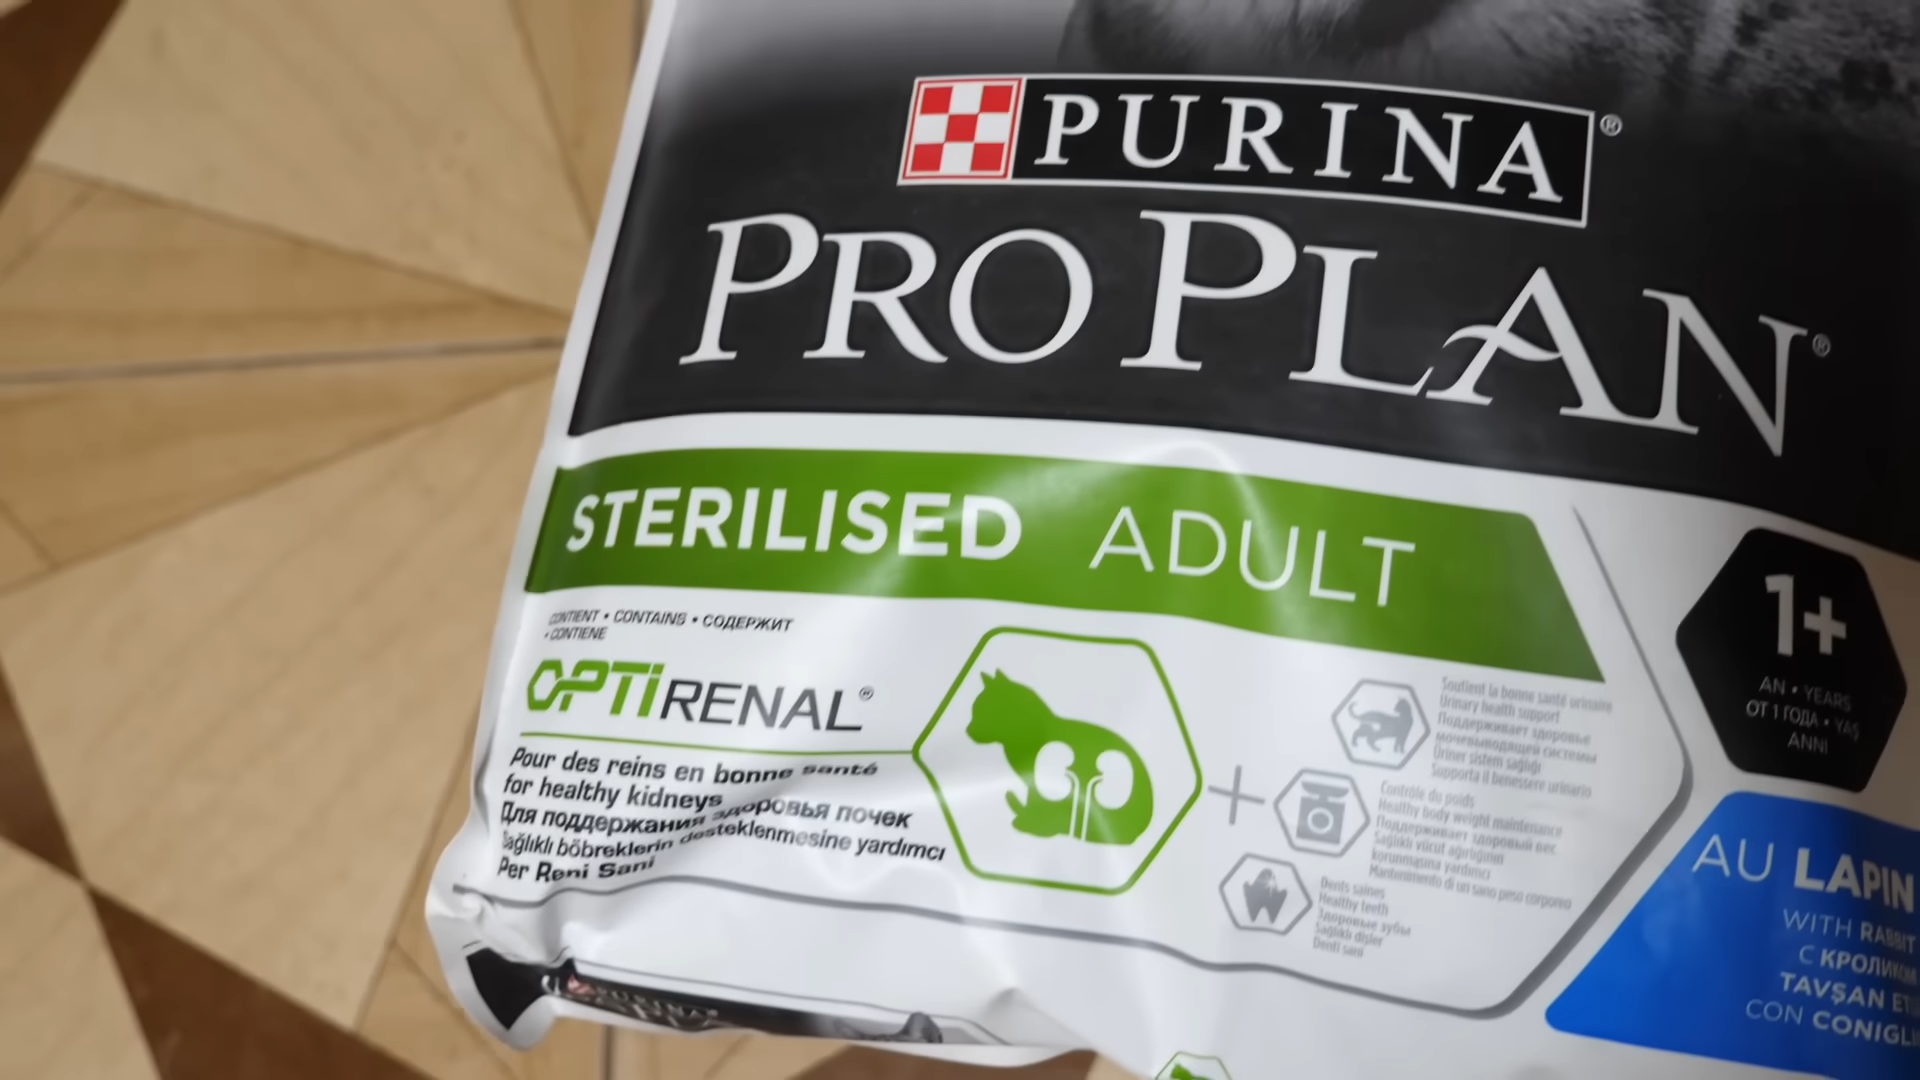 PURINA®
PROPLAN®
STERILISED ADULT
CONTIENT • CONTAINS • СОДЕРЖИТ
• CONTIENE
OPTIRENAL®
Pour des reins en bonne santé
for healthy kidneys
Для поддержания здоровья почек
Sağlıklı böbreklerin desteklenmesine yardımcı
Per Reni Sani
+
Soutient la bonne santé urinaire
Urinary health support
Поддерживает здоровье
мочевыводящей системы
Üriner sistem sağlığı
Supporta il benessere urinario
Contrôle du poids
Healthy body weight maintenance
Поддерживает здоровый вес
Sağlıklı vücut ağırlığının
korunmasına yardımcı
Mantenimento di un sano peso corporeo
Dents saines
Healthy teeth
Здоровые зубы
Sağlıklı dişler
Denti sani
1+
AN • YEARS
ОТ 1 ГОДА • YAŞ
ANNI
AU LAPIN
WITH RABBIT
С КРОЛИКОМ
TAVŞAN
CON
PURINA